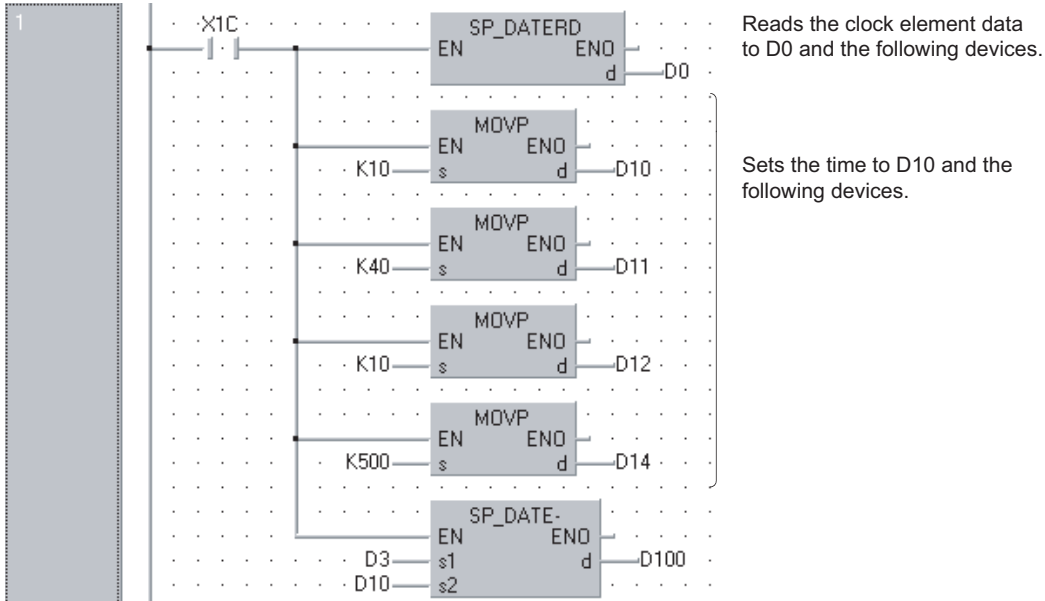 1
X1C
SP_DATERD
EN ENO
d D0
Reads the clock element data
to D0 and the following devices.
MOVP
EN ENO
K10 s d D10
Sets the time to D10 and the
following devices.
MOVP
EN ENO
K40 s d D11
MOVP
EN ENO
K10 s d D12
MOVP
EN ENO
K500 s d D14
SP_DATE-
EN ENO
D3 s1 d D100
D10 s2